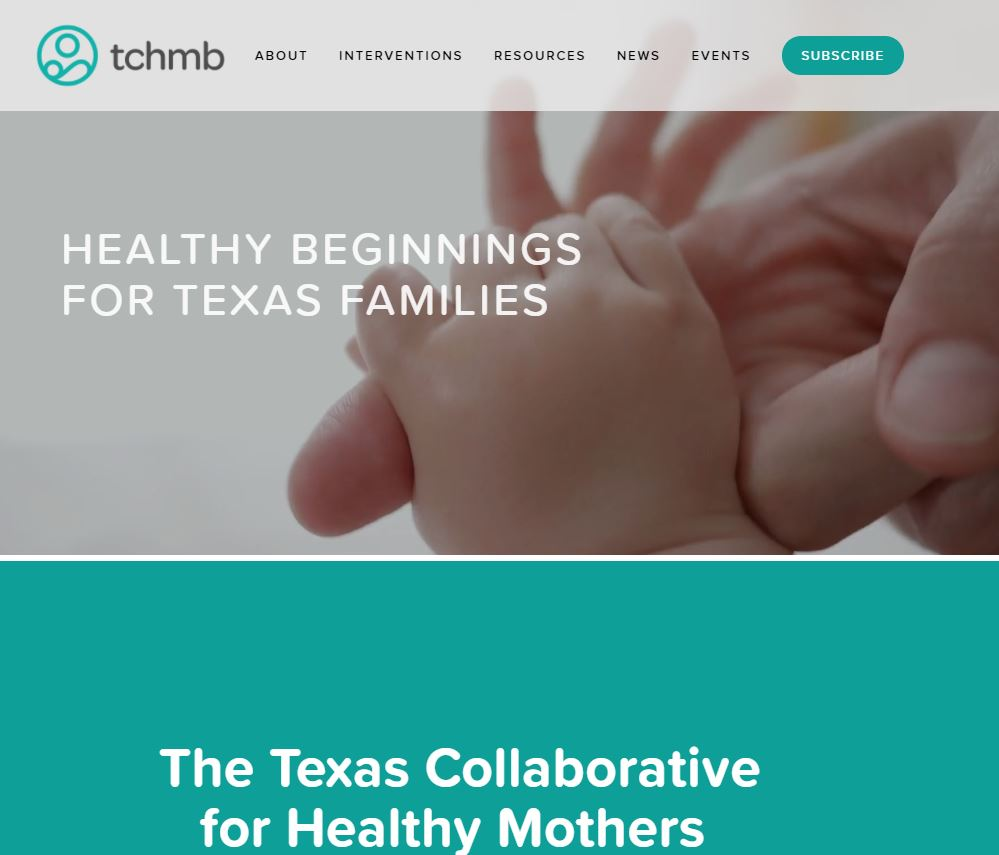 tchmb
ABOUT INTERVENTIONS RESOURCES NEWS EVENTS SUBSCRIBE
HEALTHY BEGINNINGS
FOR TEXAS FAMILIES
The Texas Collaborative
for Healthy Mothers